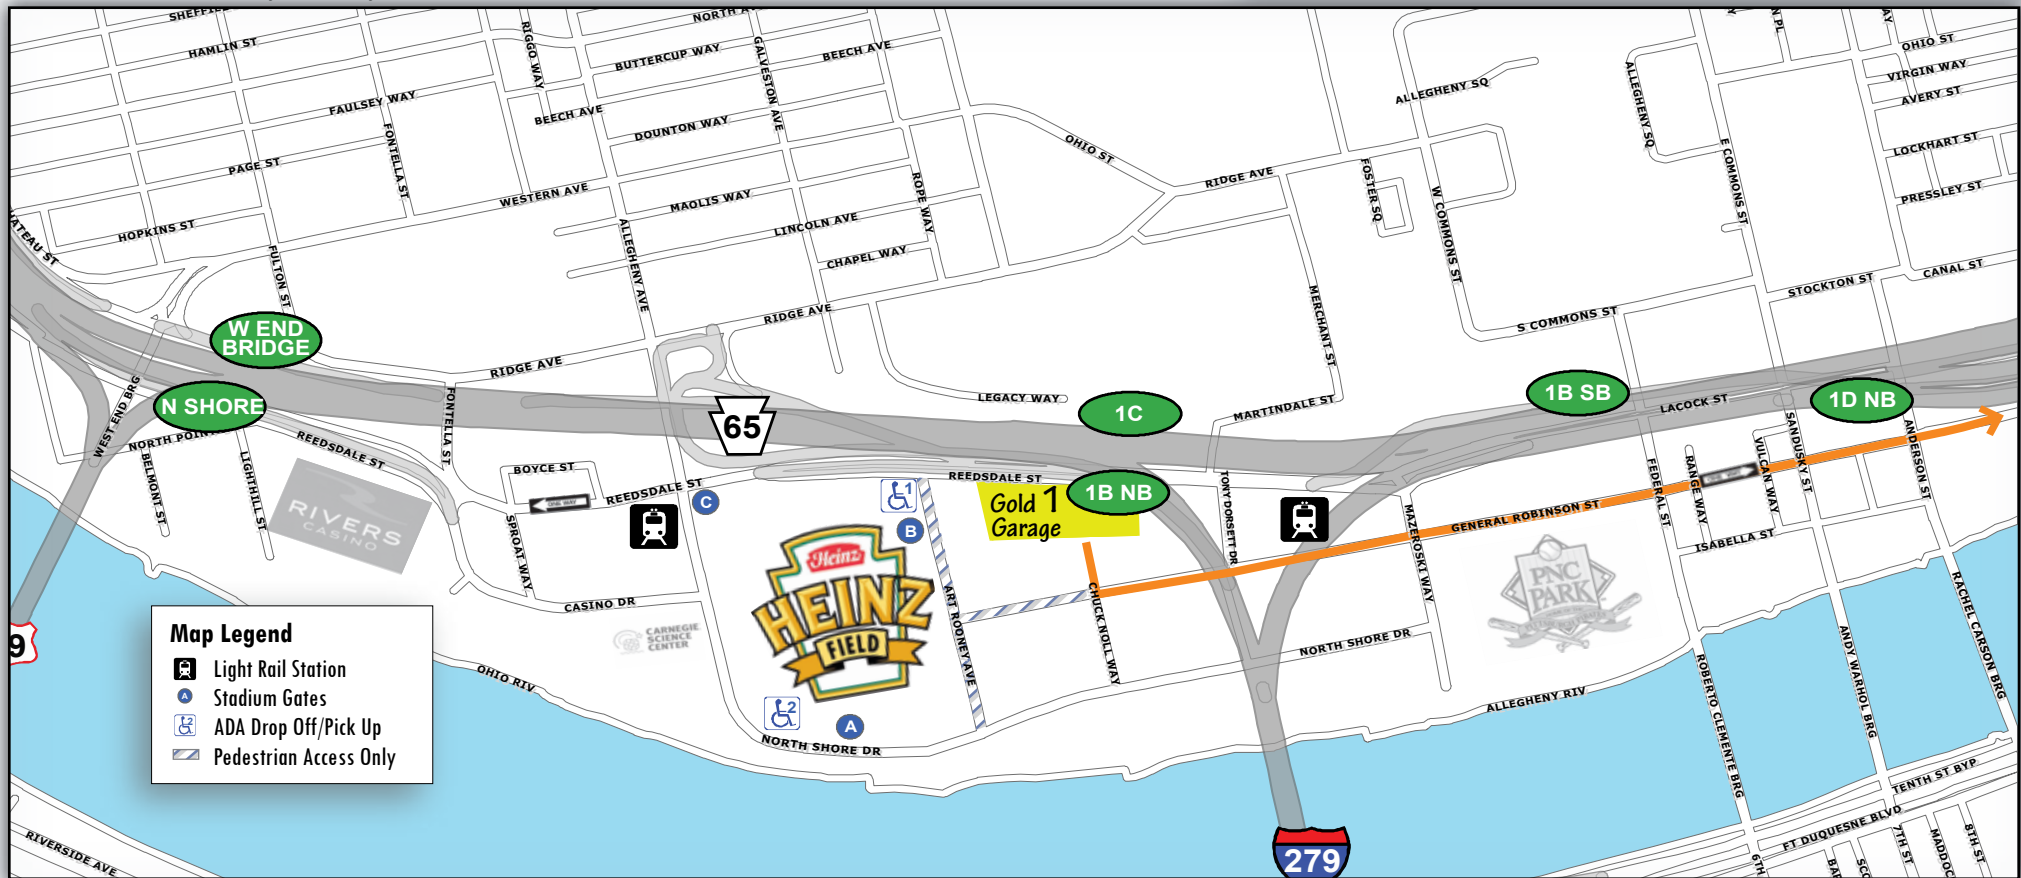 HAMLIN ST
FAULSEY WAY
PAGE ST
HOPKINS ST
FONTELLA ST
FULTON ST
RIGGO WAY
BEECH AVE
BUTTERCUP WAY
GALVESTON AVE
BEECH AVE
DOUNTON WAY
WESTERN AVE
MAOLIS WAY
LINCOLN AVE
CHAPEL WAY
ROPE WAY
ALLEGHENY AVE
RIDGE AVE
RIDGE AVE
OHIO ST
RIDGE AVE
ALLEGHENY SQ
FOSTER SQ
W COMMONS ST
ALLEGHENY SQ
E COMMONS ST
OHIO ST
VIRGIN WAY
AVERY ST
LOCKHART ST
PRESSLEY ST
CANAL ST
STOCKTON ST
S COMMONS ST
MERCHANT ST
MARTINDALE ST
LEGACY WAY
LACOCK ST
W END
BRIDGE
N SHORE
65
1C
1B NB
1B SB
1D NB
WEST END BRG
BELMONT ST
LIGHTHILL ST
REEDSDALE ST
FONTELLA ST
BOYCE ST
ONE WAY
REEDSDALE ST
SPROAT WAY
CASINO DR
RIVERS
CASINO
CARNEGIE
SCIENCE
CENTER
C
1
B
2
A
Heinz
HEINZ
FIELD
REEDSDALE ST
Gold 1
Garage
ART ROONEY AVE
CHUCK NOLL WAY
TONY DORSETT DR
MAZEROSKI WAY
GENERAL ROBINSON ST
NORTH SHORE DR
NORTH SHORE DR
PNC
PARK
FEDERAL ST
RANGE WAY
VULCAN WAY
SANDUSKY ST
ANDERSON ST
ISABELLA ST
RACHEL CARSON BRG
ANDY WARHOL BRG
ROBERTO CLEMENTE BRG
ALLEGHENY RIV
OHIO RIV
RIVERSIDE AVE
TENTH ST BYP
FT DUQUESNE BLVD
7TH ST
8TH ST
279
Map Legend
Light Rail Station
A Stadium Gates
2 ADA Drop Off/Pick Up
Pedestrian Access Only